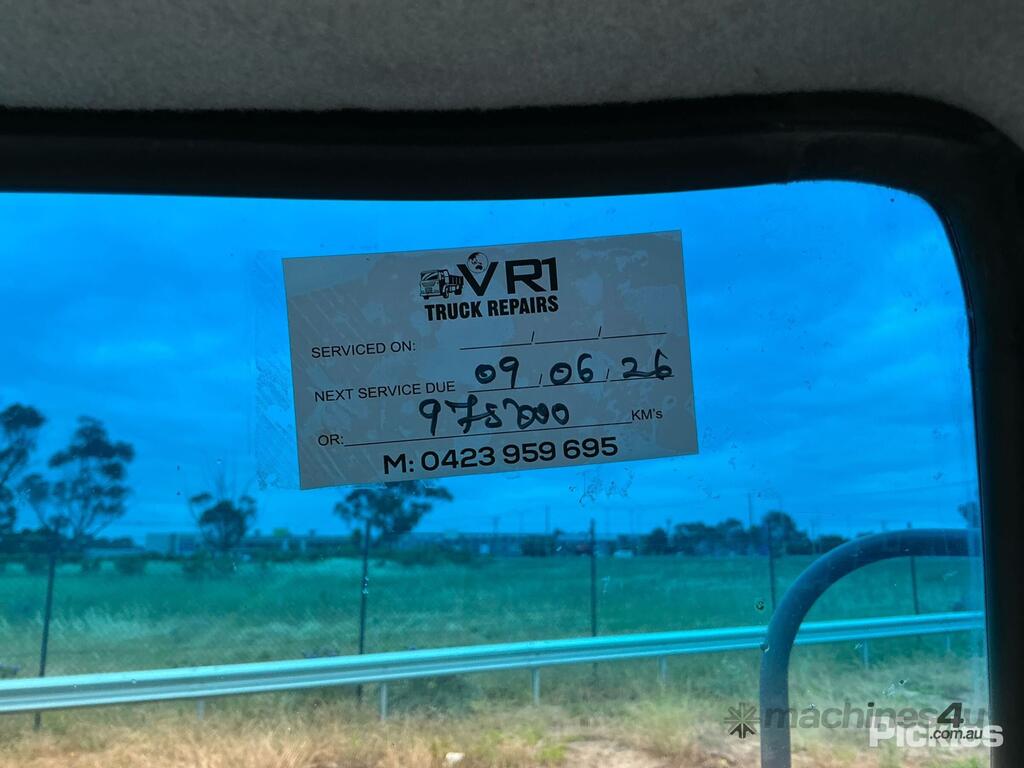 VR1
TRUCK REPAIRS
SERVICED ON: / /
NEXT SERVICE DUE 09 / 06 / 26
OR: 975000 KM's
M: 0423 959 695
machines4u
.com.au
Pickles